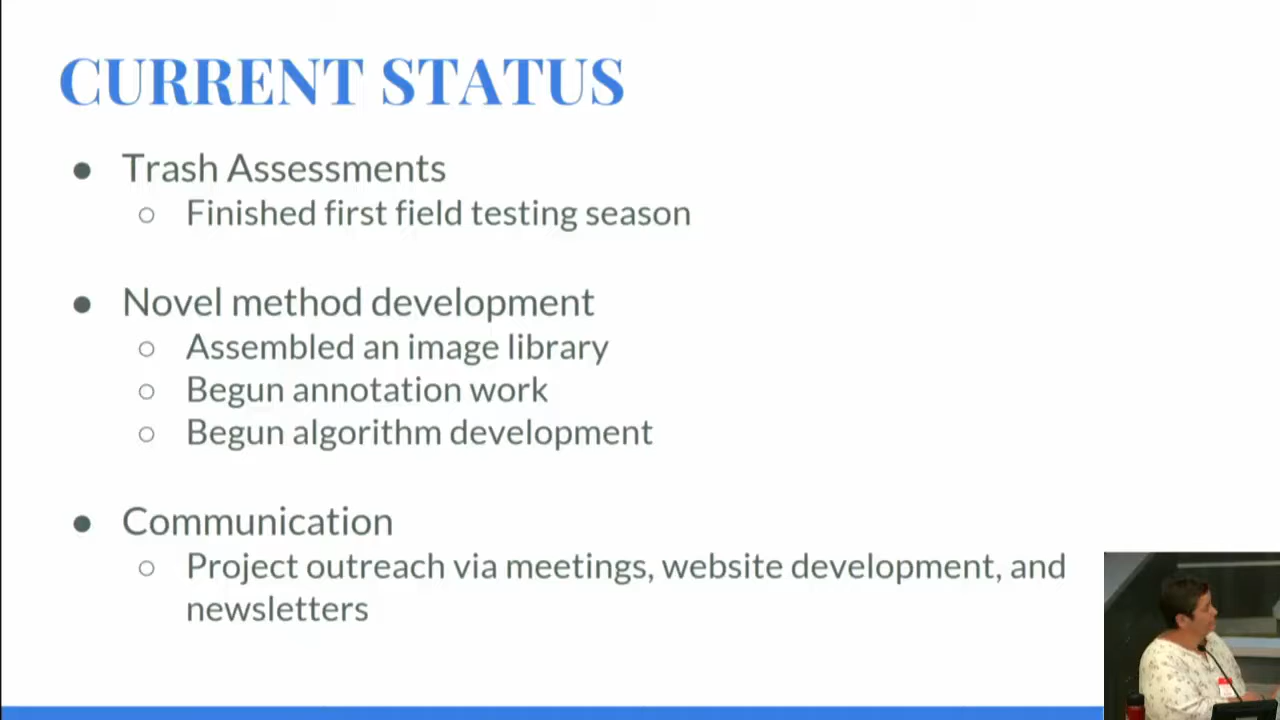 CURRENT STATUS
● Trash Assessments
○ Finished first field testing season
● Novel method development
○ Assembled an image library
○ Begun annotation work
○ Begun algorithm development
● Communication
○ Project outreach via meetings, website development, and
newsletters